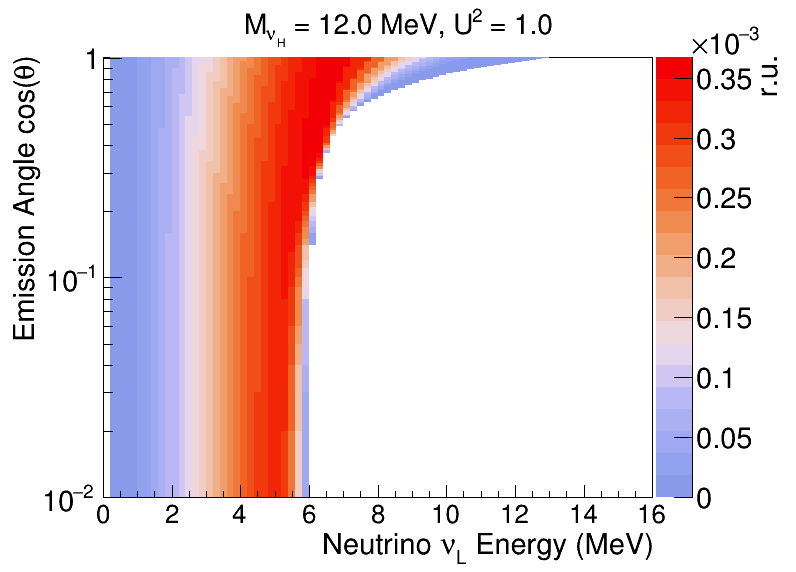 M_{ν_H} = 12.0 MeV, U² = 1.0
×10⁻³
Emission Angle cos(θ)
1
10⁻¹
10⁻²
0 2 4 6 8 10 12 14 16
Neutrino ν_L Energy (MeV)
0.35
0.3
0.25
0.2
0.15
0.1
0.05
0
r.u.